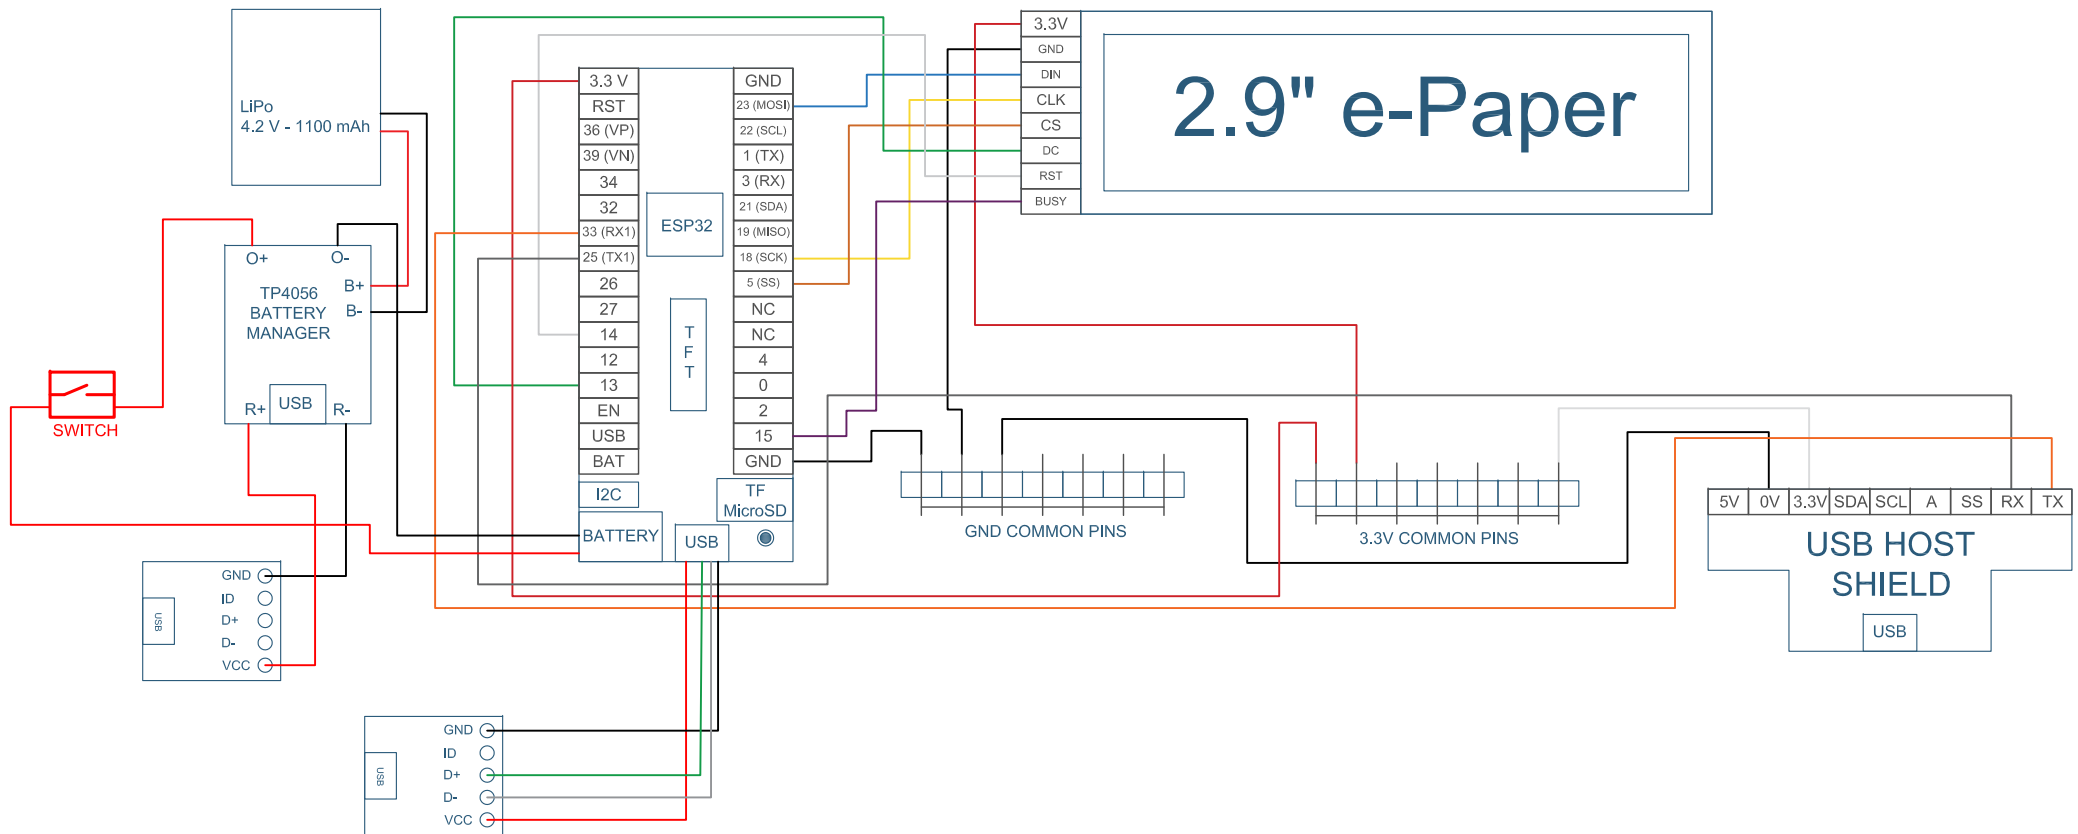 LiPo
4.2 V - 1100 mAh
O+
O-
B+
B-
TP4056
BATTERY
MANAGER
R+
USB
R-
SWITCH
GND
ID
D+
D-
VCC
USB
GND
ID
D+
D-
VCC
USB
3.3 V
RST
36 (VP)
39 (VN)
34
32
33 (RX1)
25 (TX1)
26
27
14
12
13
EN
USB
BAT
I2C
BATTERY
USB
ESP32
T
F
T
GND
23 (MOSI)
22 (SCL)
1 (TX)
3 (RX)
21 (SDA)
19 (MISO)
18 (SCK)
5 (SS)
NC
NC
4
0
2
15
GND
TF
MicroSD
3.3V
GND
DIN
CLK
CS
DC
RST
BUSY
2.9" e-Paper
GND COMMON PINS
3.3V COMMON PINS
5V 0V 3.3V SDA SCL A SS RX TX
USB HOST
SHIELD
USB